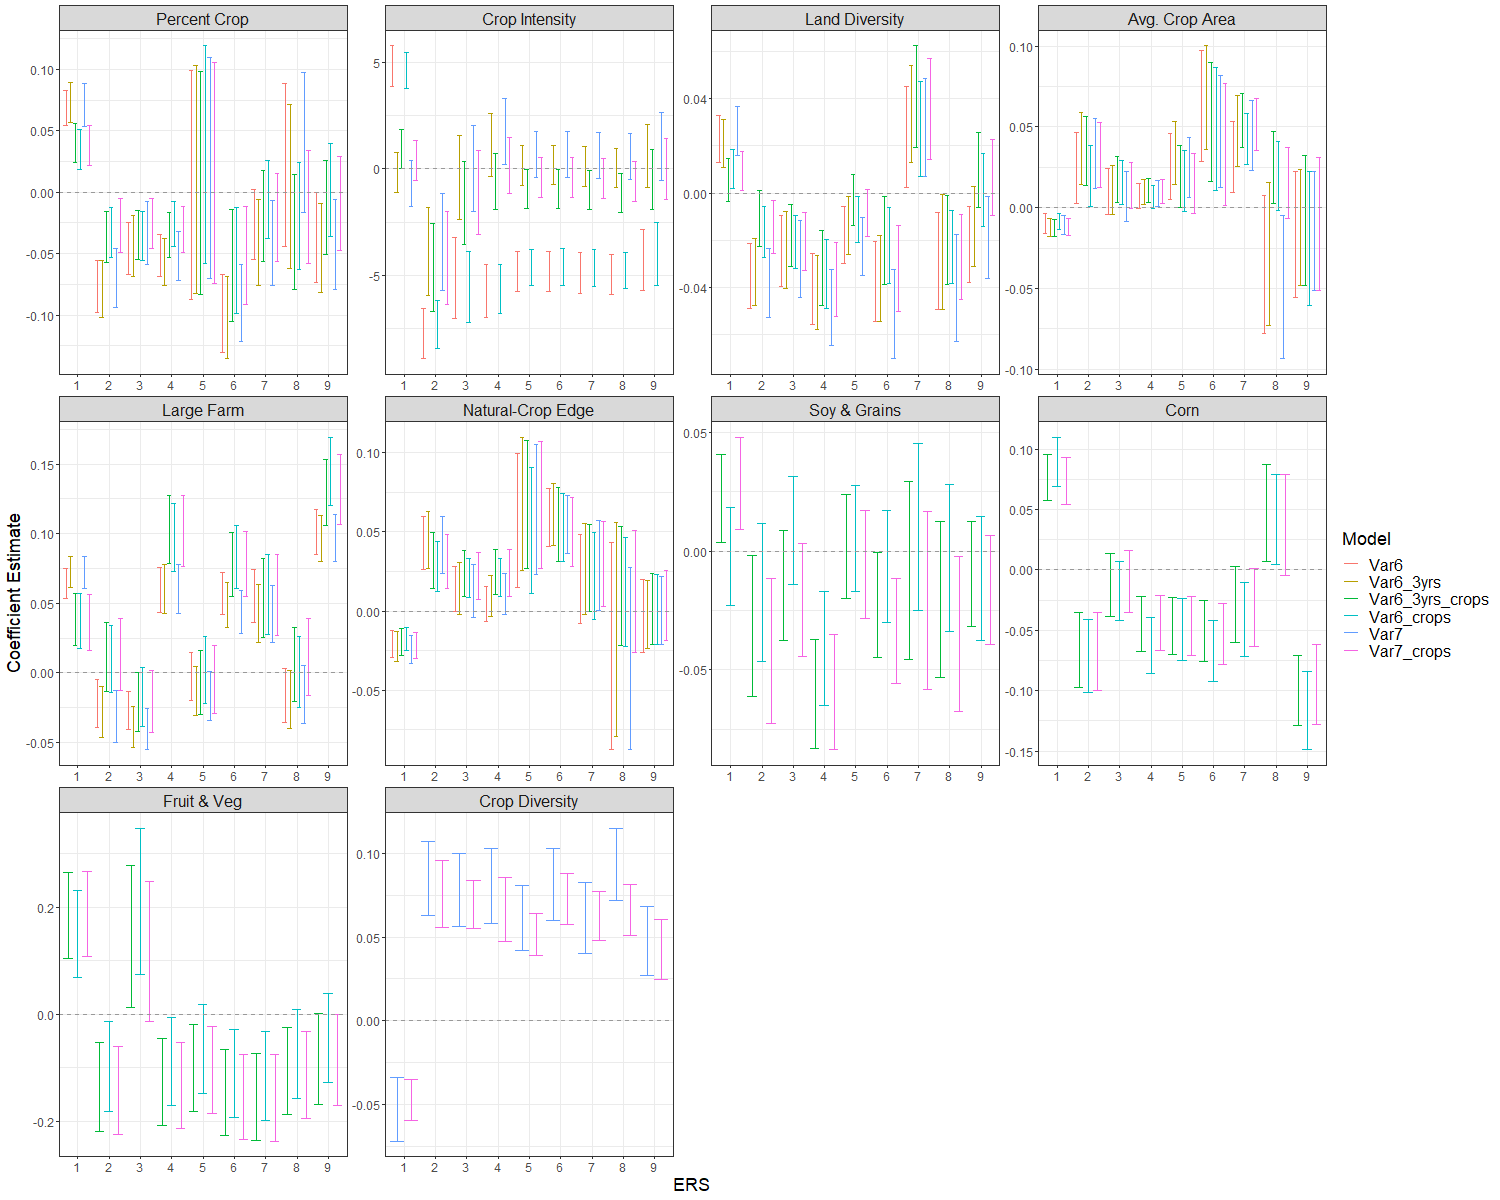 Percent Crop
Crop Intensity
Land Diversity
Avg. Crop Area
0.10
0.05
0.00
-0.05
-0.10
5
0
-5
0.04
0.00
-0.04
0.10
0.05
0.00
-0.05
-0.10
1 2 3 4 5 6 7 8 9
1 2 3 4 5 6 7 8 9
1 2 3 4 5 6 7 8 9
1 2 3 4 5 6 7 8 9
Large Farm
Natural-Crop Edge
Soy & Grains
Corn
0.15
0.10
0.05
0.00
-0.05
0.10
0.05
0.00
-0.05
0.05
0.00
-0.05
0.10
0.05
0.00
-0.05
-0.10
-0.15
1 2 3 4 5 6 7 8 9
1 2 3 4 5 6 7 8 9
1 2 3 4 5 6 7 8 9
1 2 3 4 5 6 7 8 9
Fruit & Veg
Crop Diversity
0.2
0.0
-0.2
0.10
0.05
0.00
-0.05
1 2 3 4 5 6 7 8 9
1 2 3 4 5 6 7 8 9
Coefficient Estimate
ERS
Model
Var6
Var6_3yrs
Var6_3yrs_crops
Var6_crops
Var7
Var7_crops